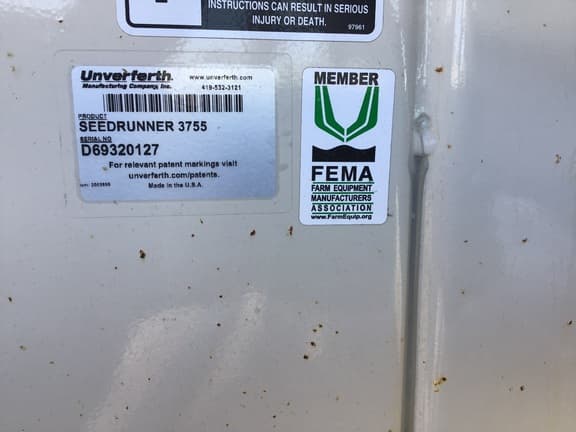 INSTRUCTIONS CAN RESULT IN SERIOUS
INJURY OR DEATH.
97961
Unverferth
Manufacturing Company, Inc.
www.unverferth.com
419-532-3121
PRODUCT
SEEDRUNNER 3755
SERIAL NO
D69320127
For relevant patent markings visit
unverferth.com/patents.
Made in the U.S.A.
MEMBER
FEMA
FARM EQUIPMENT
MANUFACTURERS
ASSOCIATION
www.FarmEquip.org